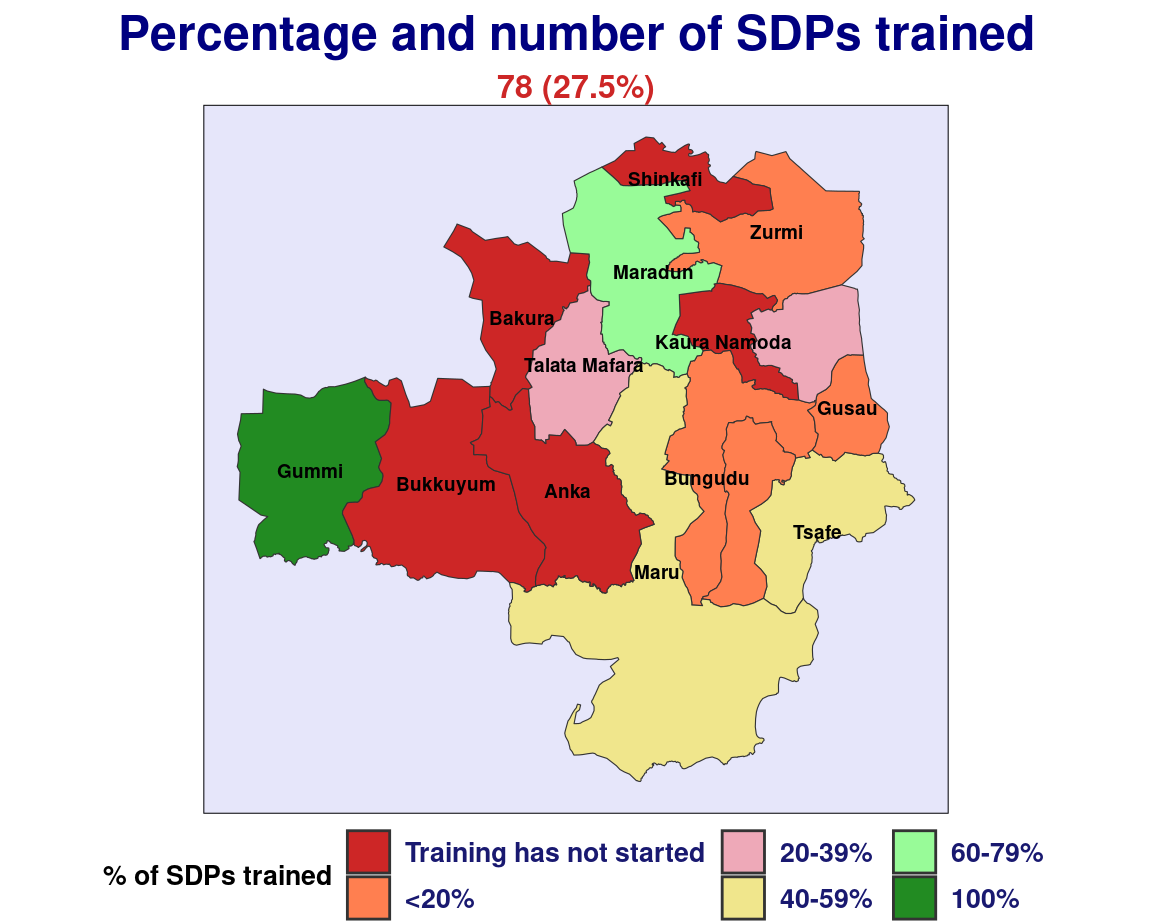 Percentage and number of SDPs trained
78 (27.5%)
Shinkafi
Zurmi
Maradun
Bakura
Kaura Namoda
Talata Mafara
Gusau
Gummi
Bungudu
Bukkuyum
Anka
Tsafe
Maru
% of SDPs trained
Training has not started
<20%
20-39%
40-59%
60-79%
100%